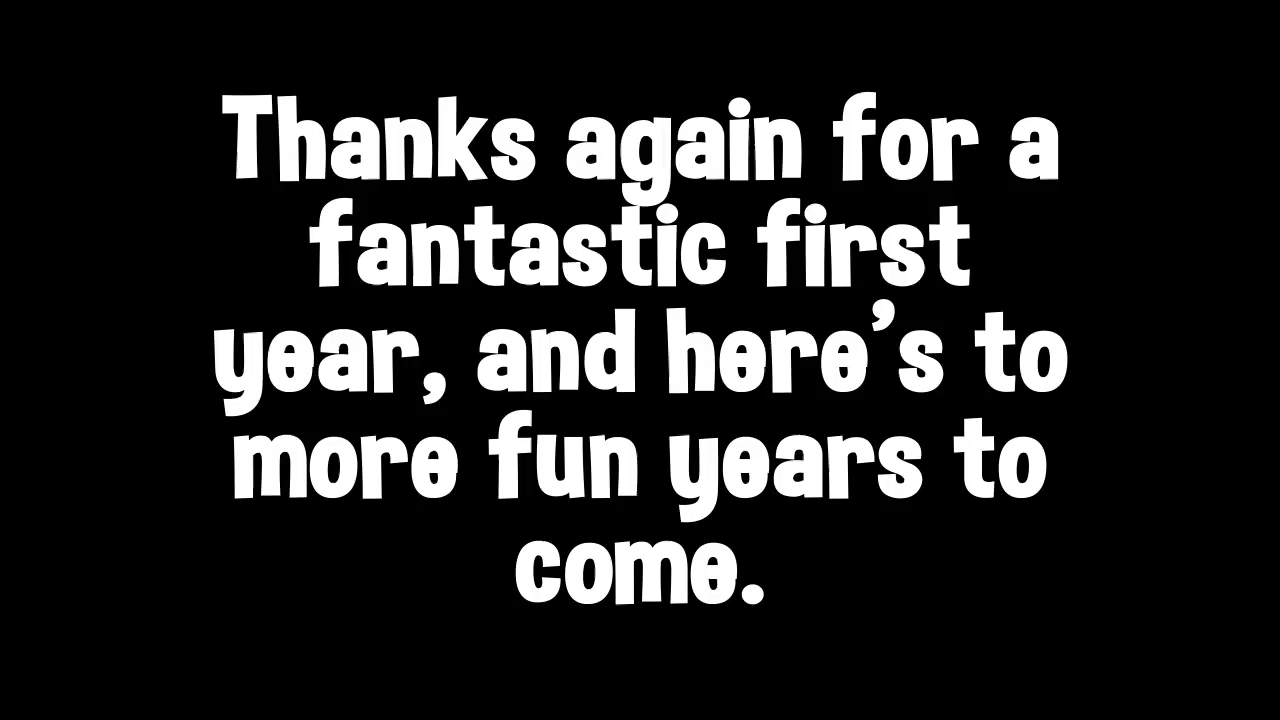 Thanks again for a
fantastic first
year, and here’s to
more fun years to
come.